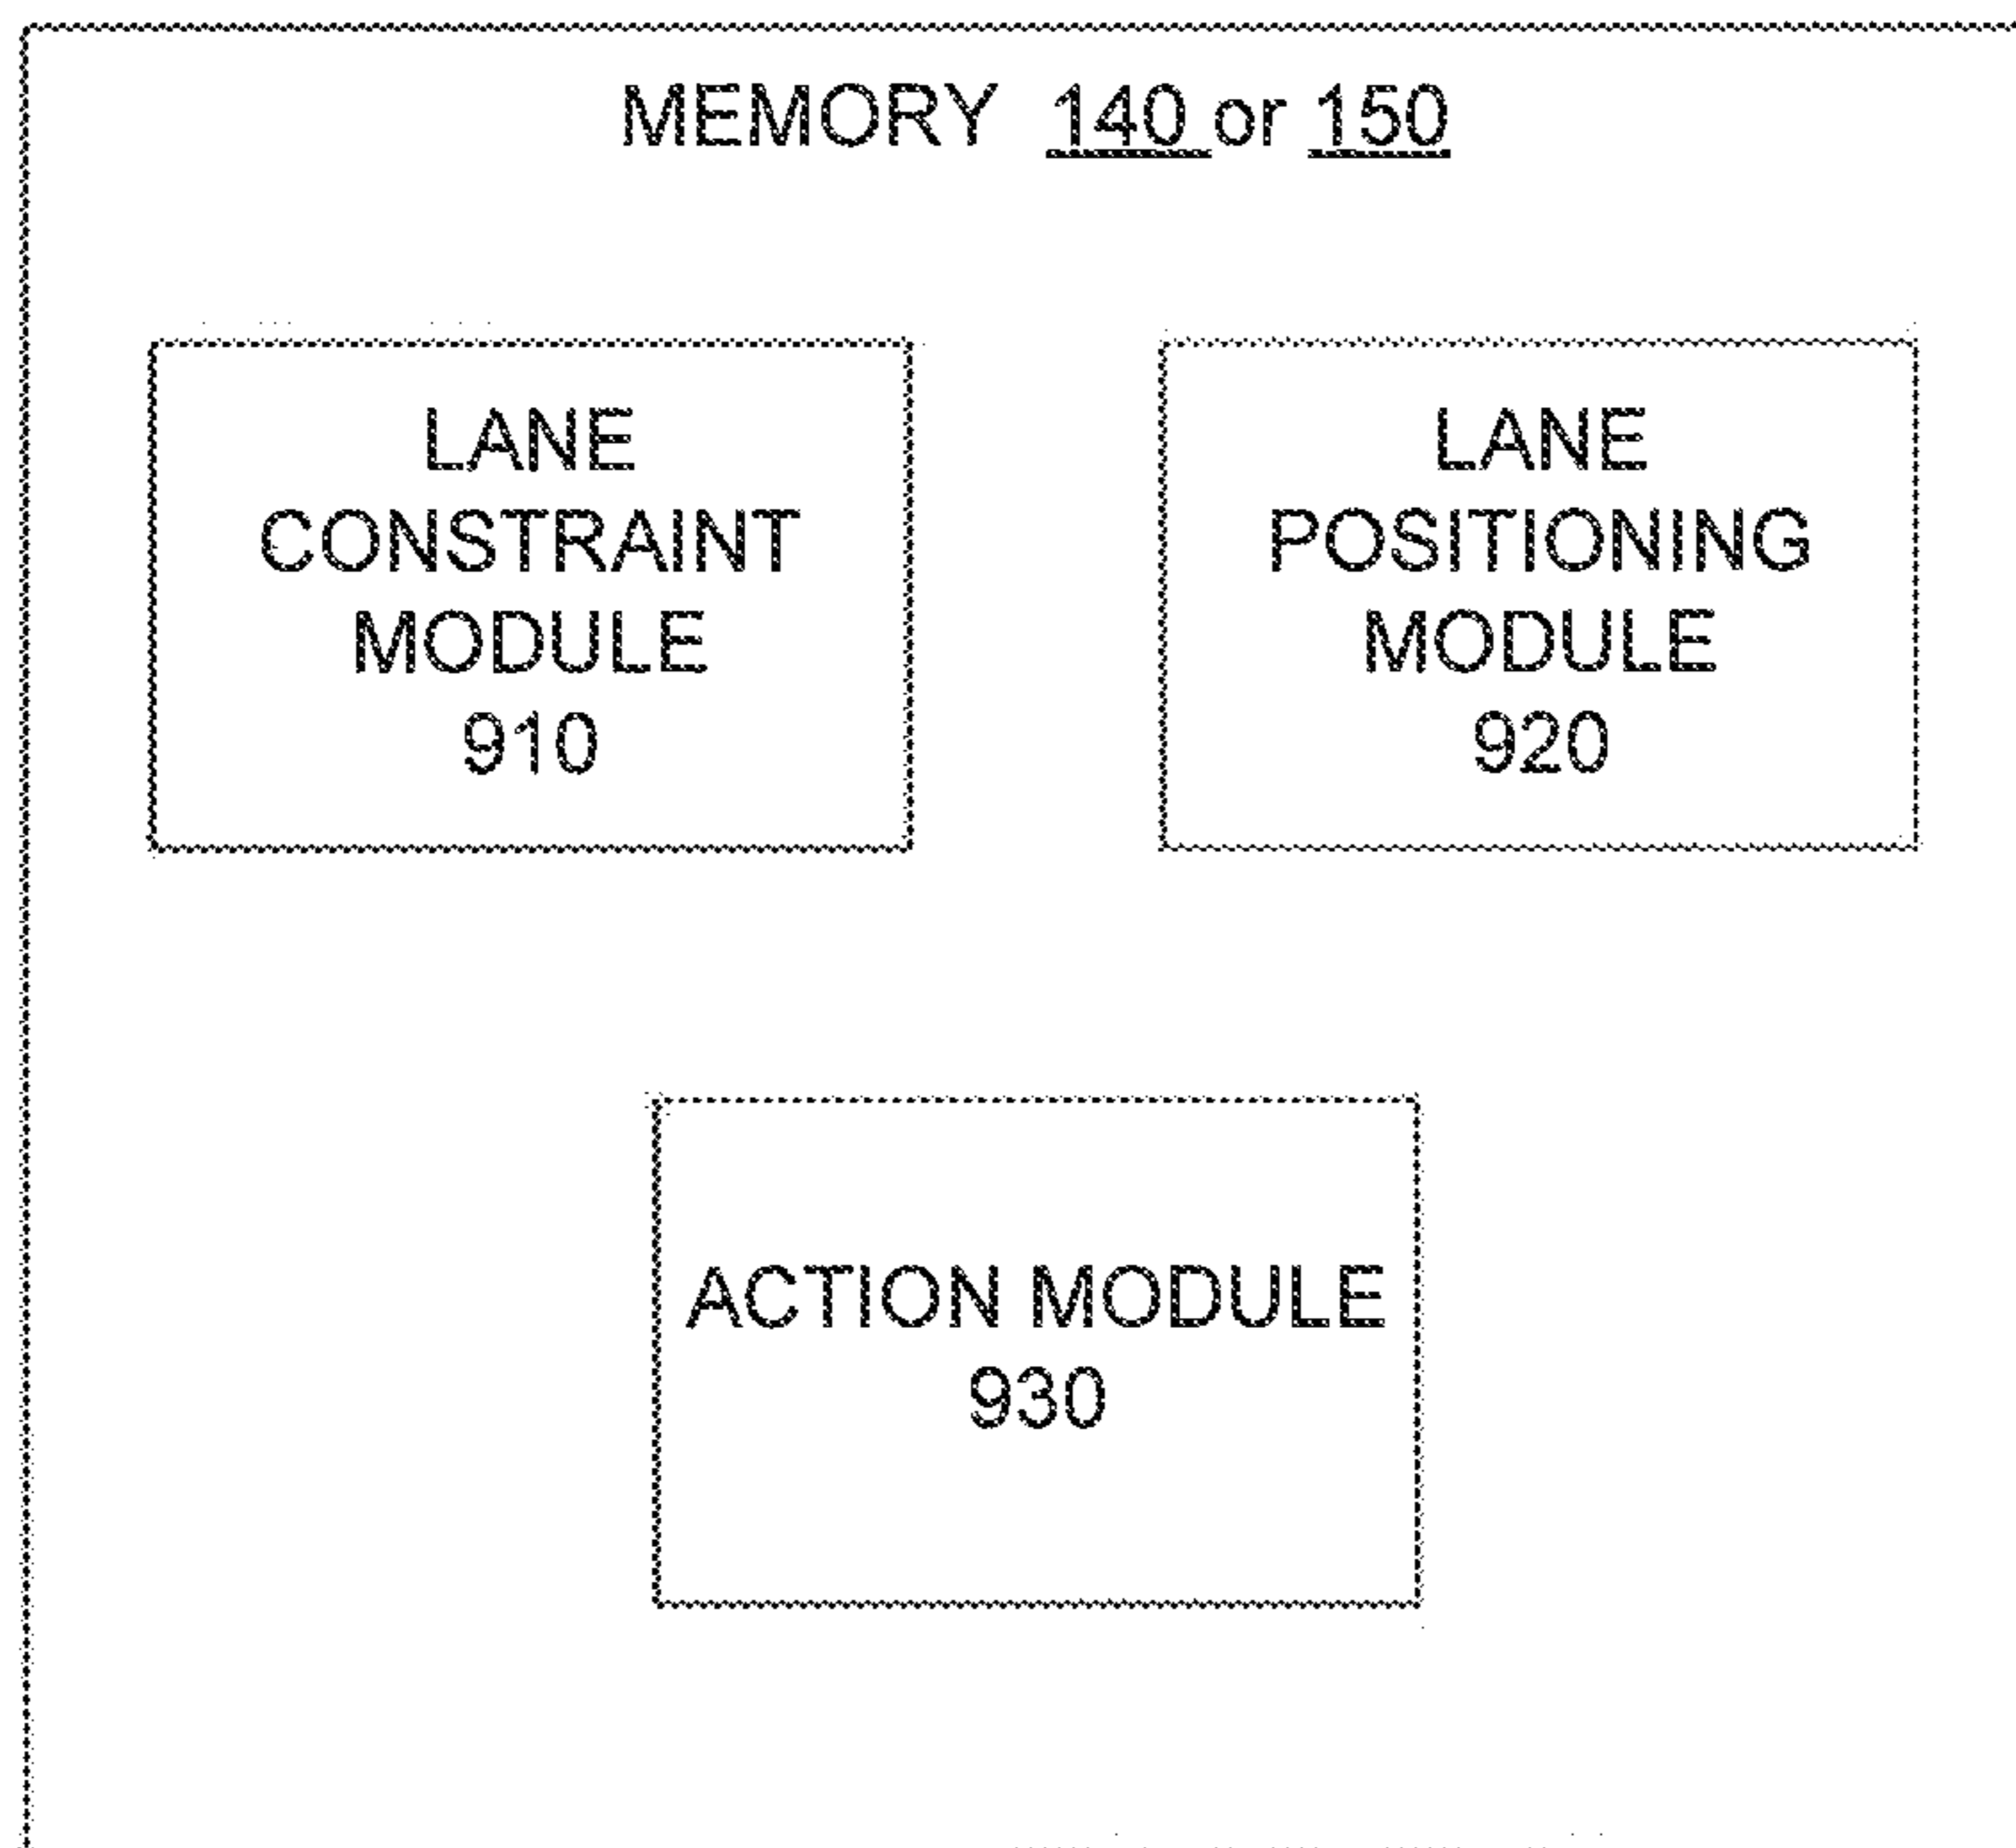 MEMORY 140 or 150
LANE
CONSTRAINT
MODULE
910
LANE
POSITIONING
MODULE
920
ACTION MODULE
930